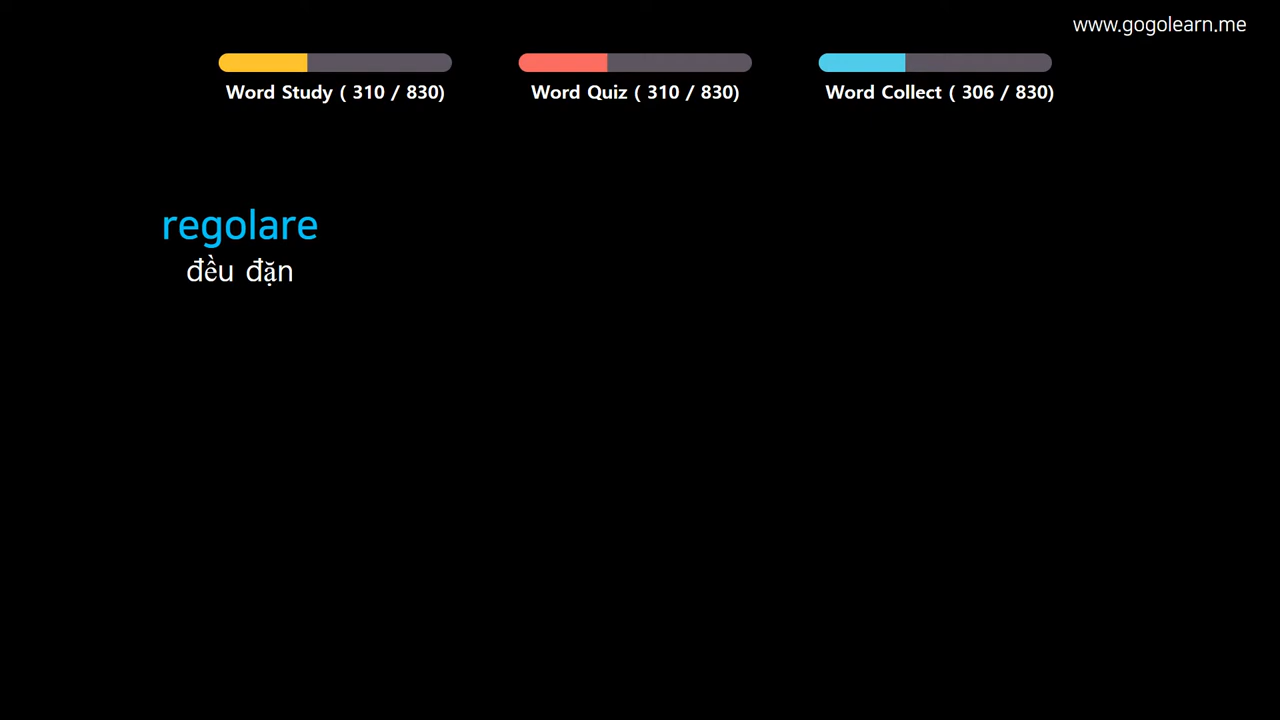 www.gogolearn.me
Word Study ( 310 / 830)
Word Quiz ( 310 / 830)
Word Collect ( 306 / 830)
regolare
đều đặn